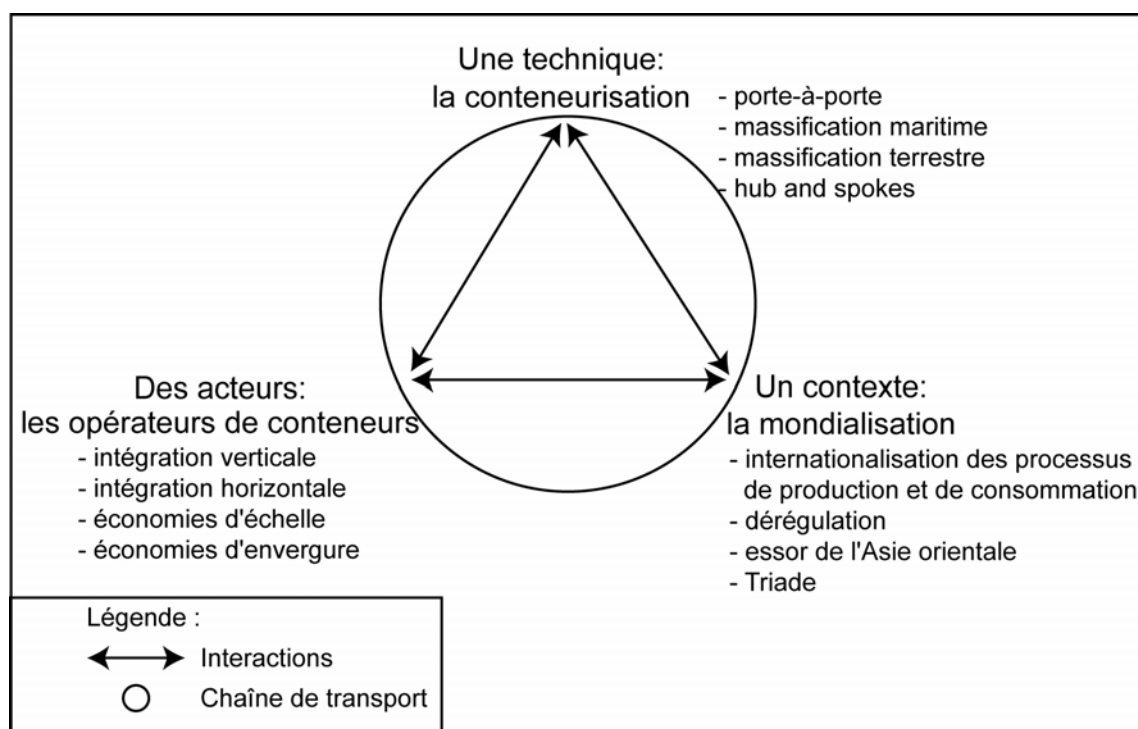 Une technique:
la conteneurisation
- porte-à-porte
- massification maritime
- massification terrestre
- hub and spokes
Des acteurs:
les opérateurs de conteneurs
- intégration verticale
- intégration horizontale
- économies d'échelle
- économies d'envergure
Un contexte:
la mondialisation
- internationalisation des processus
de production et de consommation
- dérégulation
- essor de l'Asie orientale
- Triade
Légende :
Interactions
Chaîne de transport